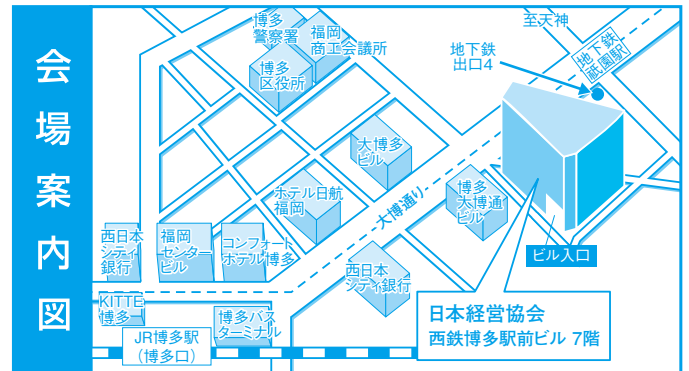 会場案内図
博多
警察署
福岡
商工会議所
博多
区役所
至天神
地下鉄
出口4
地下鉄
祇園駅
大博多
ビル
ホテル日航
福岡
大博通り
博多
大博通
ビル
西日本
シティ
銀行
福岡
センター
ビル
コンフォート
ホテル博多
西日本
シティ銀行
ビル入口
KITTE
博多
博多バス
ターミナル
JR博多駅
（博多口）
日本経営協会
西鉄博多駅前ビル 7階